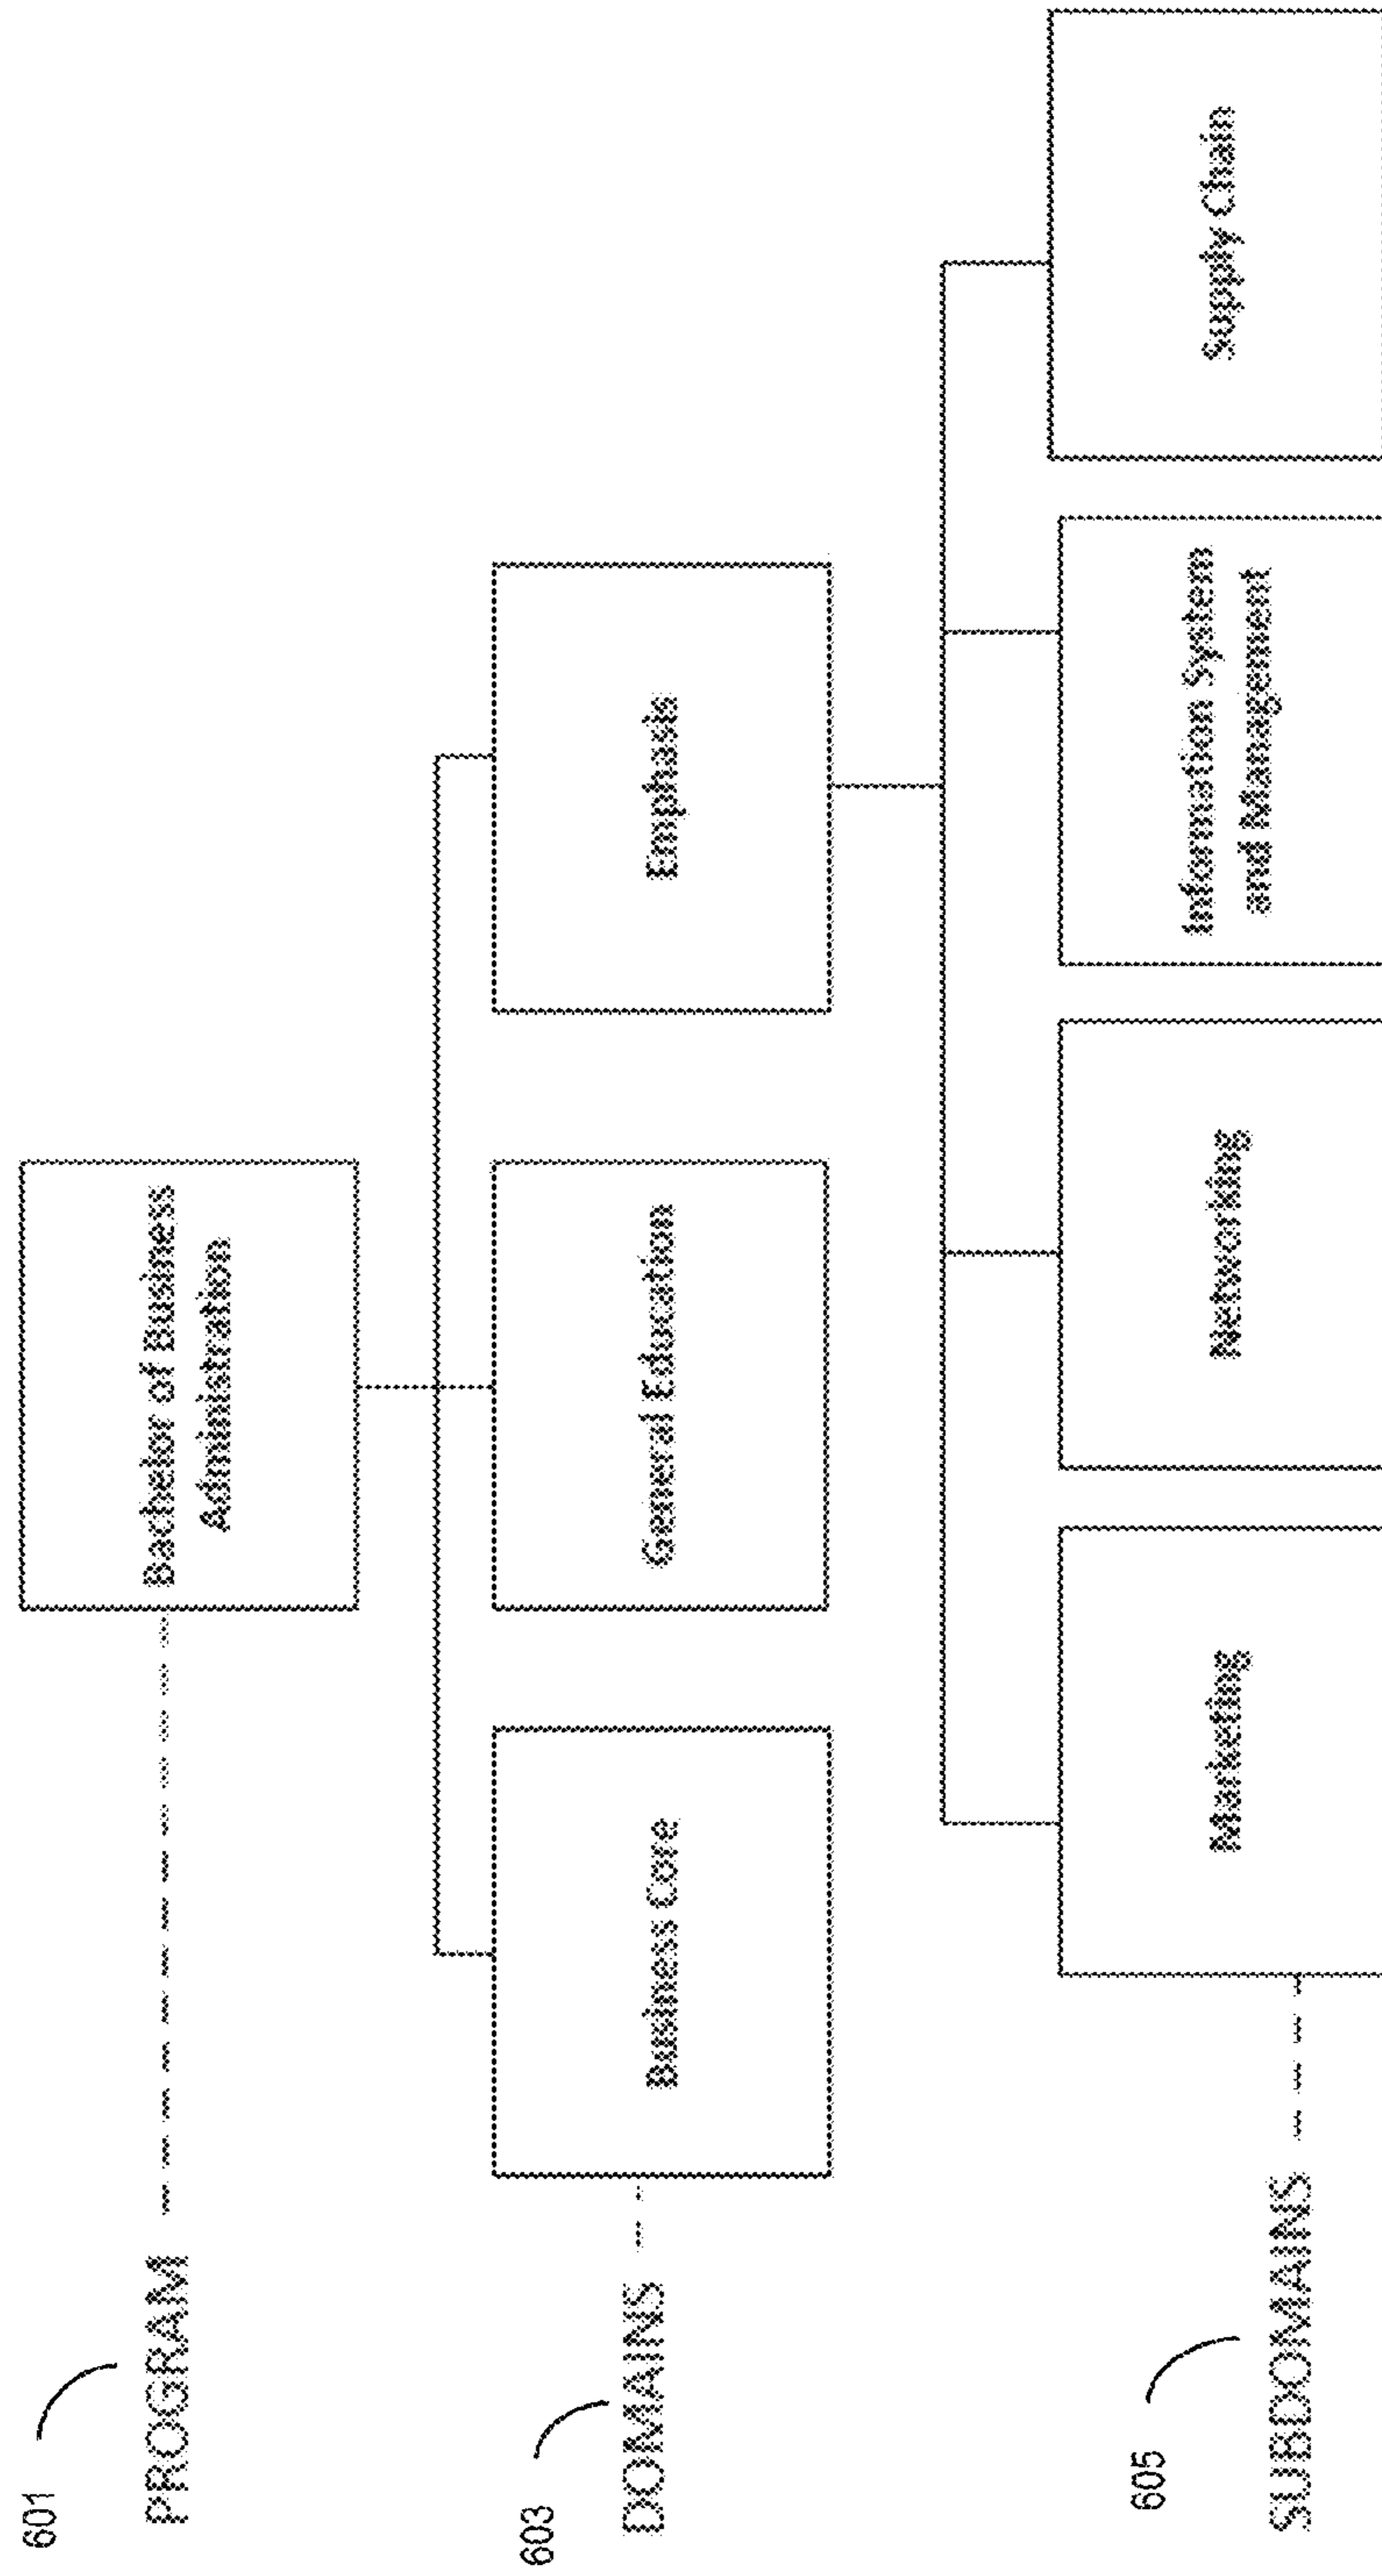 601
PROGRAM
Bachelor of Business
Administration
603
DOMAINS
Business Core
General Education
Emphasis
605
SUBDOMAINS
Marketing
Networking
Information System
and Management
Supply Chain